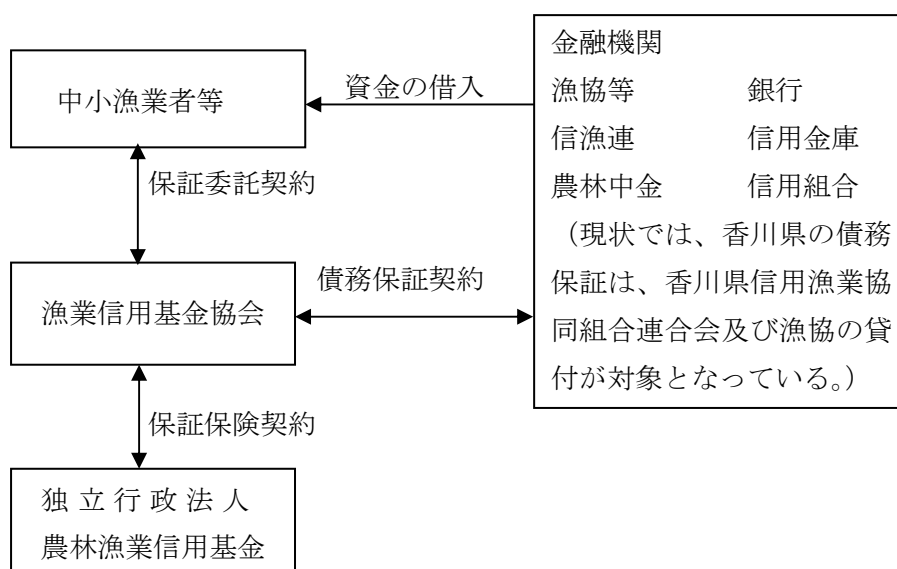 中小漁業者等
資金の借入
金融機関
漁協等 銀行
信漁連 信用金庫
農林中金 信用組合
（現状では、香川県の債務
保証は、香川県信用漁業協
同組合連合会及び漁協の貸
付が対象となっている。）
保証委託契約
漁業信用基金協会
債務保証契約
保証保険契約
独立行政法人
農林漁業信用基金